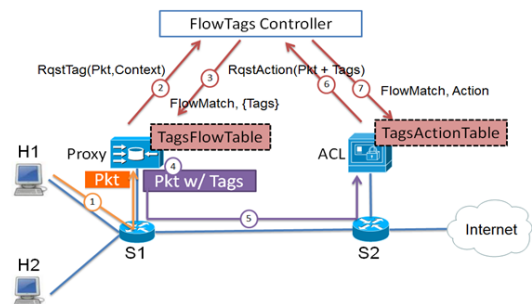 FlowTags Controller
RqstTag(Pkt,Context)
2
3
RqstAction(Pkt + Tags)
6
7
FlowMatch, {Tags}
FlowMatch, Action
H1
Proxy
TagsFlowTable
ACL
TagsActionTable
Pkt
4
Pkt w/ Tags
1
5
S1
S2
Internet
H2